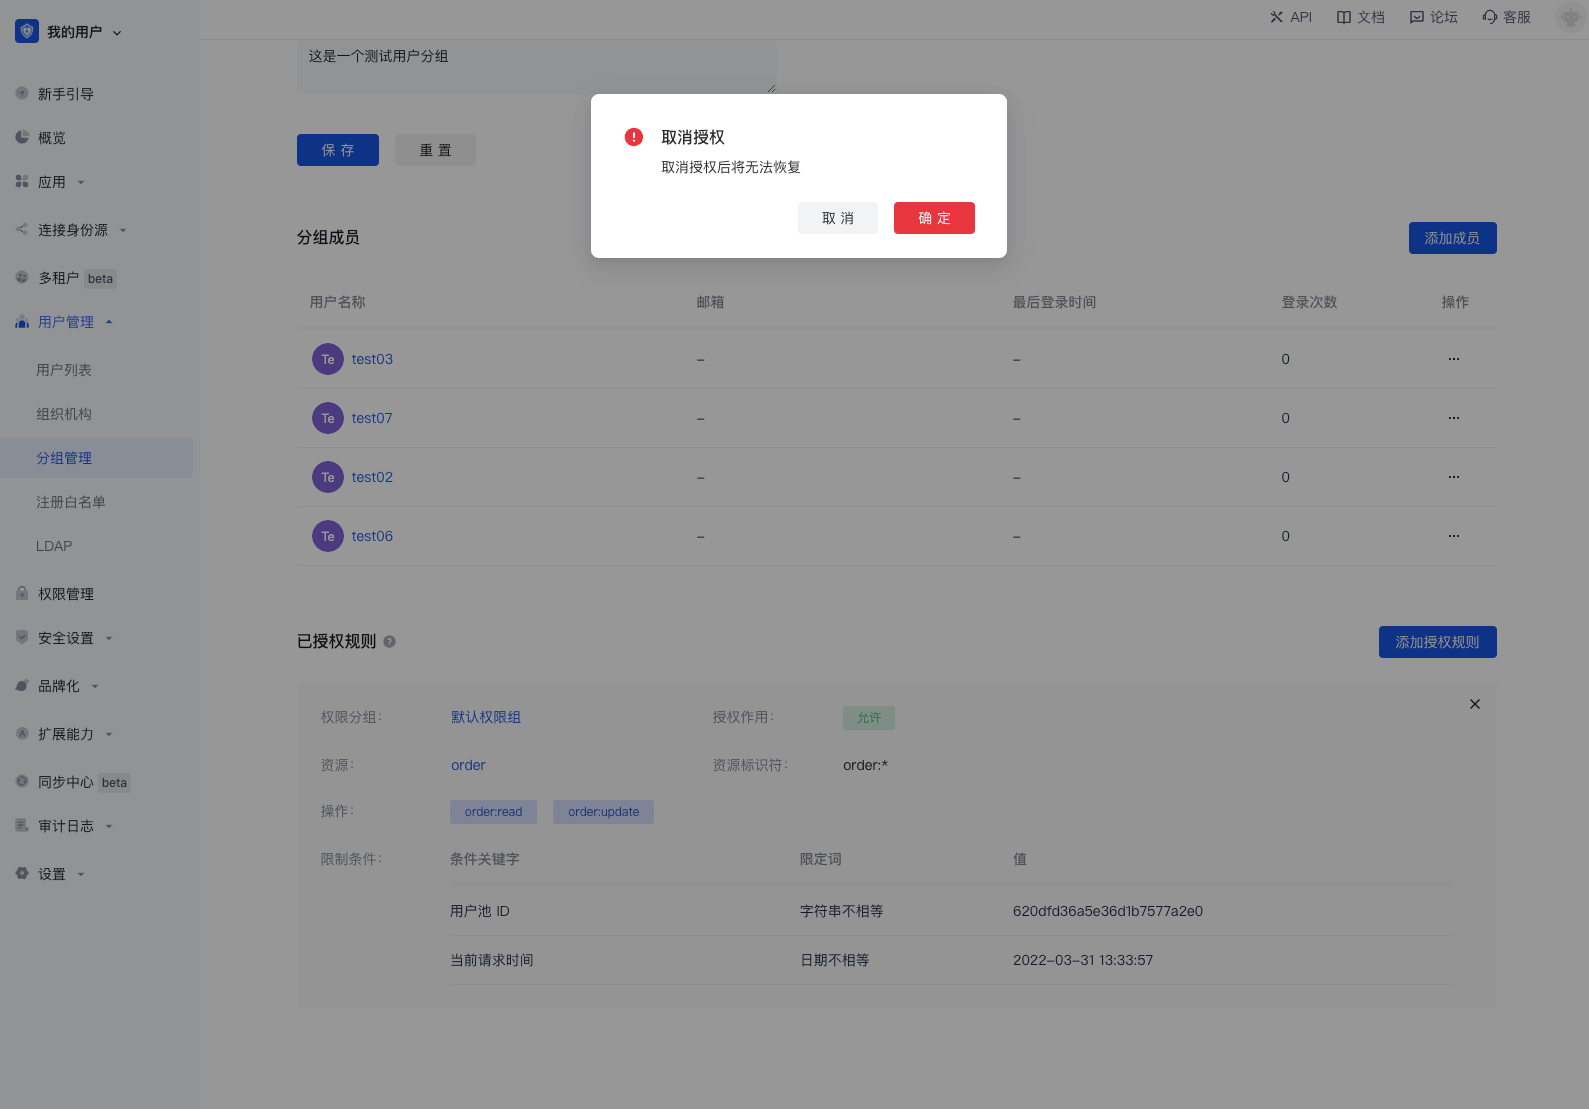 我的用户
API 文档 论坛 客服
新手引导
概览
应用
连接身份源
多租户 beta
用户管理
用户列表
组织机构
分组管理
注册白名单
LDAP
权限管理
安全设置
品牌化
扩展能力
同步中心 beta
审计日志
设置
这是一个测试用户分组
保 存 重 置
取消授权
取消授权后将无法恢复
取 消 确 定
分组成员 添加成员
用户名称 邮箱 最后登录时间 登录次数 操作
Te test03 – – 0 ···
Te test07 – – 0 ···
Te test02 – – 0 ···
Te test06 – – 0 ···
已授权规则 ? 添加授权规则
权限分组： 默认权限组 授权作用： 允许
资源： order 资源标识符： order:*
操作： order:read order:update
限制条件： 条件关键字 限定词 值
用户池 ID 字符串不相等 620dfd36a5e36d1b7577a2e0
当前请求时间 日期不相等 2022-03-31 13:33:57